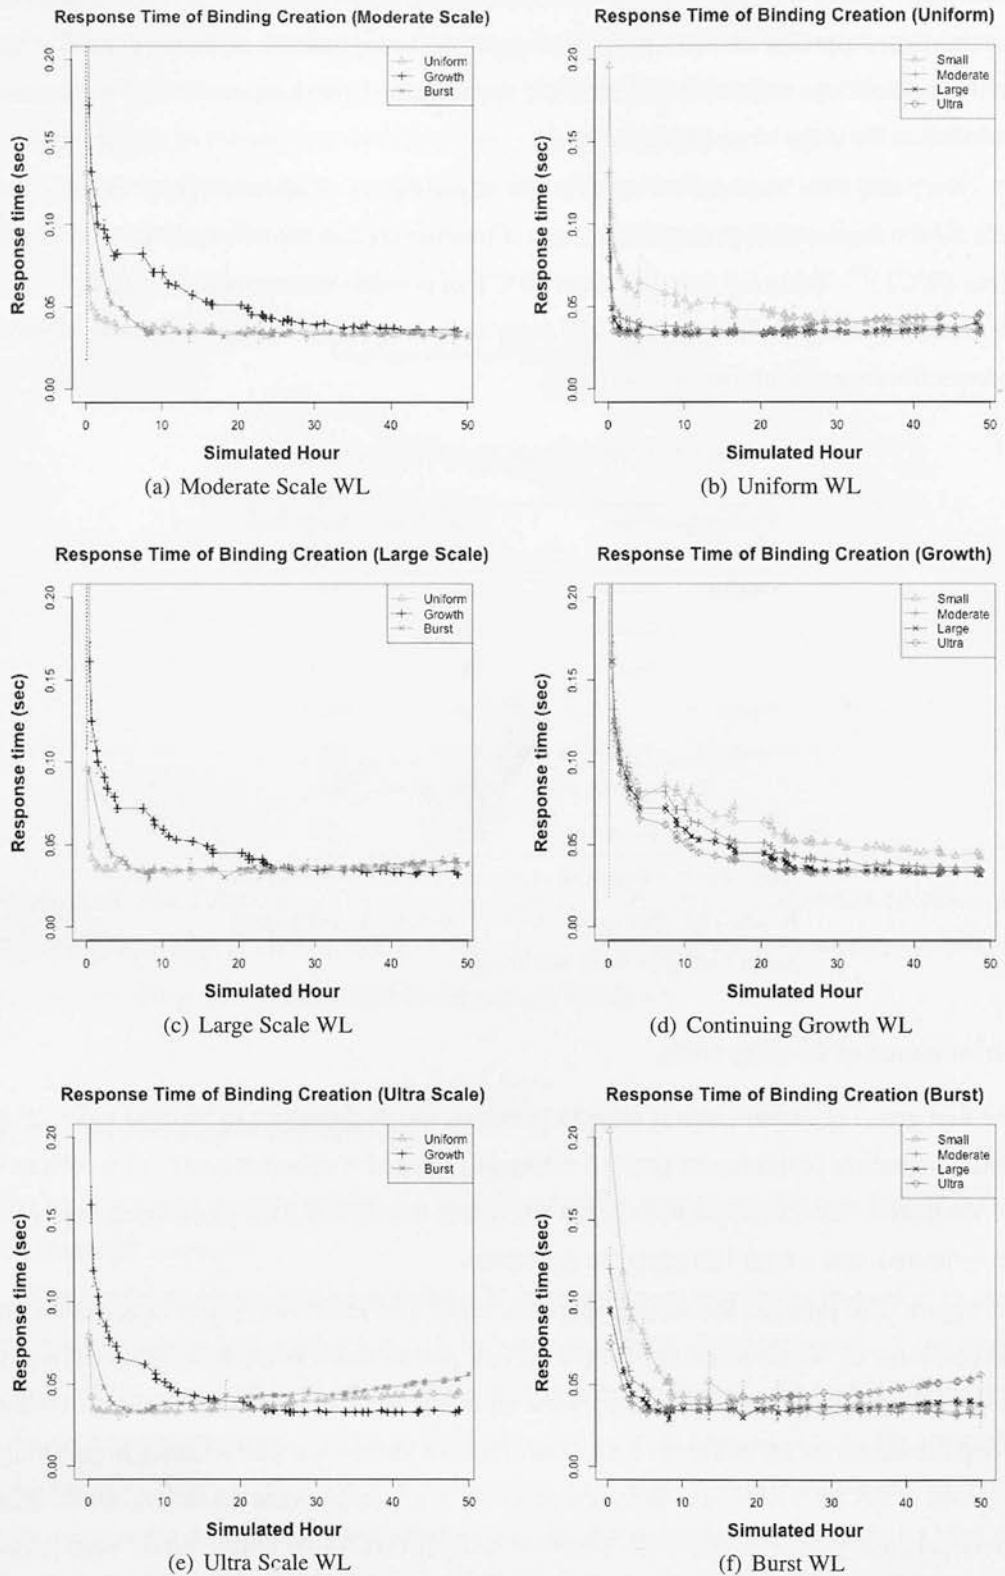 Response Time of Binding Creation (Moderate Scale)
Response time (sec)
0.20
0.15
0.10
0.05
0.00
Uniform
Growth
Burst
0 10 20 30 40 50
Simulated Hour
(a) Moderate Scale WL
Response Time of Binding Creation (Uniform)
Response time (sec)
0.20
0.15
0.10
0.05
0.00
Small
Moderate
Large
Ultra
0 10 20 30 40 50
Simulated Hour
(b) Uniform WL
Response Time of Binding Creation (Large Scale)
Response time (sec)
0.20
0.15
0.10
0.05
0.00
Uniform
Growth
Burst
0 10 20 30 40 50
Simulated Hour
(c) Large Scale WL
Response Time of Binding Creation (Growth)
Response time (sec)
0.20
0.15
0.10
0.05
0.00
Small
Moderate
Large
Ultra
0 10 20 30 40 50
Simulated Hour
(d) Continuing Growth WL
Response Time of Binding Creation (Ultra Scale)
Response time (sec)
0.20
0.15
0.10
0.05
0.00
Uniform
Growth
Burst
0 10 20 30 40 50
Simulated Hour
(e) Ultra Scale WL
Response Time of Binding Creation (Burst)
Response time (sec)
0.20
0.15
0.10
0.05
0.00
Small
Moderate
Large
Ultra
0 10 20 30 40 50
Simulated Hour
(f) Burst WL